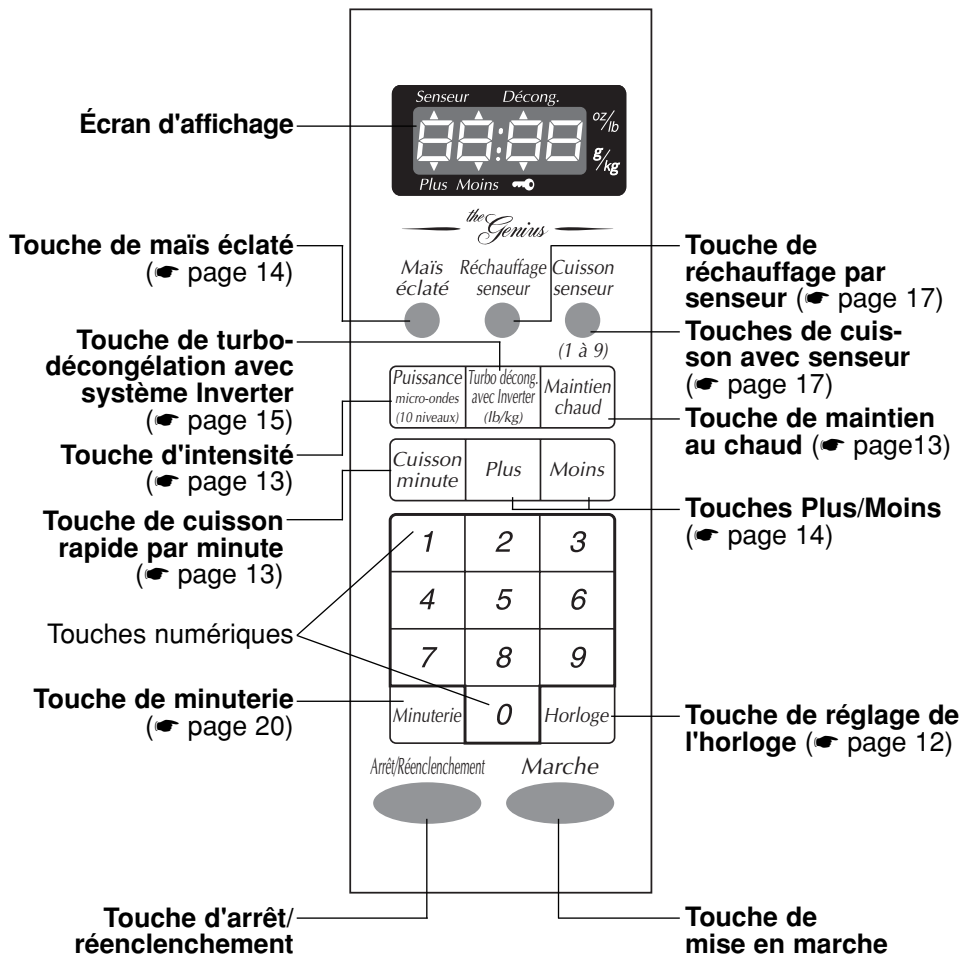 Senseur Décong.
88:88
oz/lb
g/kg
Plus Moins
the Genius
Maïs éclaté
Réchauffage senseur
Cuisson senseur
(1 à 9)
Puissance micro-ondes (10 niveaux)
Turbo décong. avec Inverter (lb/kg)
Maintien chaud
Cuisson minute
Plus
Moins
1 2 3
4 5 6
7 8 9
Minuterie 0 Horloge
Arrêt/Réenclenchement Marche
Écran d'affichage
Touche de maïs éclaté
(☛ page 14)
Touche de turbo-
décongélation avec
système Inverter
(☛ page 15)
Touche d'intensité
(☛ page 13)
Touche de cuisson
rapide par minute
(☛ page 13)
Touches numériques
Touche de minuterie
(☛ page 20)
Touche d'arrêt/
réenclenchement
Touche de
réchauffage par
senseur (☛ page 17)
Touches de cuis-
son avec senseur
(☛ page 17)
Touche de maintien
au chaud (☛ page13)
Touches Plus/Moins
(☛ page 14)
Touche de réglage de
l'horloge (☛ page 12)
Touche de
mise en marche